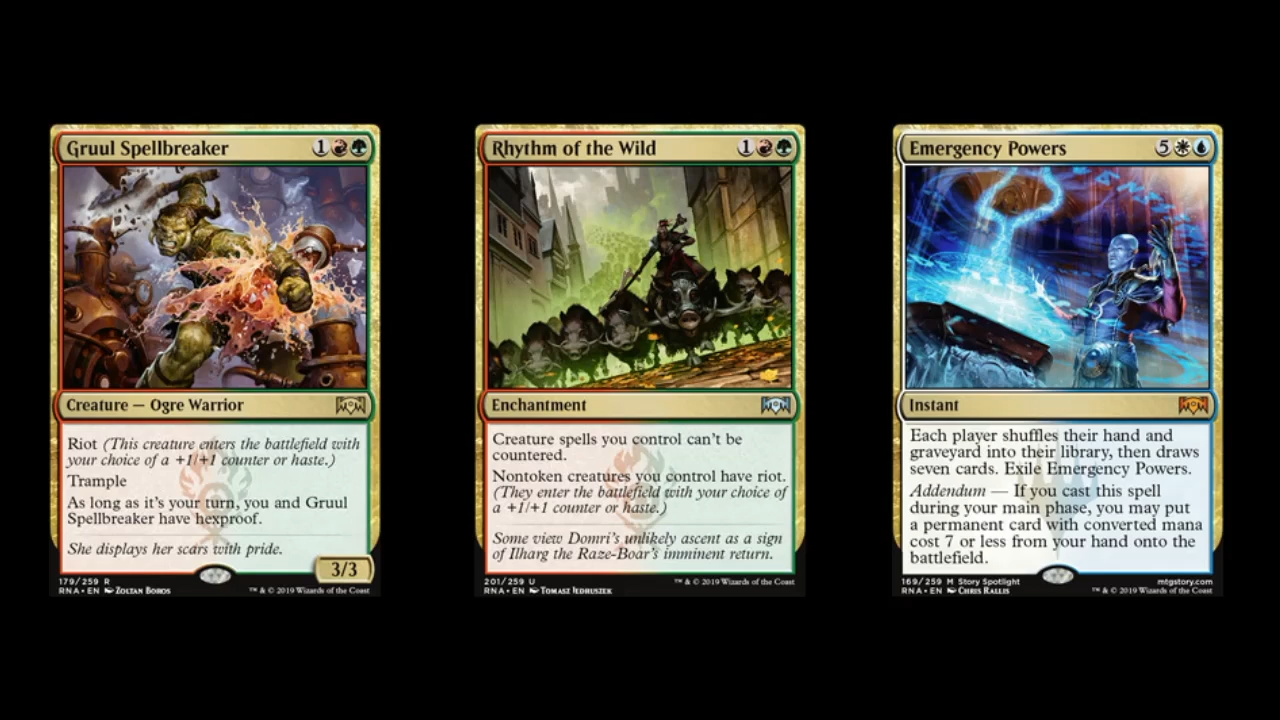 Gruul Spellbreaker 1
Creature — Ogre Warrior
Riot (This creature enters the battlefield with
your choice of a +1/+1 counter or haste.)
Trample
As long as it's your turn, you and Gruul
Spellbreaker have hexproof.
She displays her scars with pride.
3/3
179/259 R
RNA • EN Zoltan Boros
™ & © 2019 Wizards of the Coast
Rhythm of the Wild 1
Enchantment
Creature spells you control can't be
countered.
Nontoken creatures you control have riot.
(They enter the battlefield with your choice of
a +1/+1 counter or haste.)
Some view Domri's unlikely ascent as a sign
of Ilharg the Raze-Boar's imminent return.
201/259 U
RNA • EN Tomasz Jedruszek
™ & © 2019 Wizards of the Coast
Emergency Powers 5
Instant
Each player shuffles their hand and
graveyard into their library, then draws
seven cards. Exile Emergency Powers.
Addendum — If you cast this spell
during your main phase, you may put
a permanent card with converted mana
cost 7 or less from your hand onto the
battlefield.
169/259 M Story Spotlight
mtgstory.com
RNA • EN Chris Rallis
™ & © 2019 Wizards of the Coast